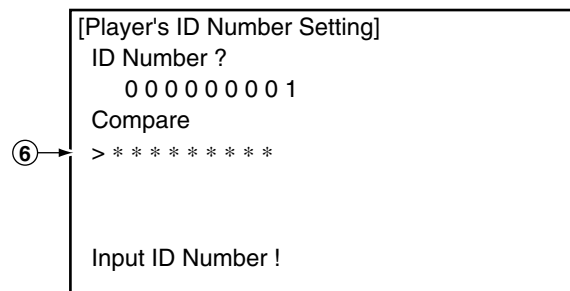 [Player's ID Number Setting]
ID Number ?
0 0 0 0 0 0 0 0 1
Compare
⑥ > * * * * * * * * *
Input ID Number !